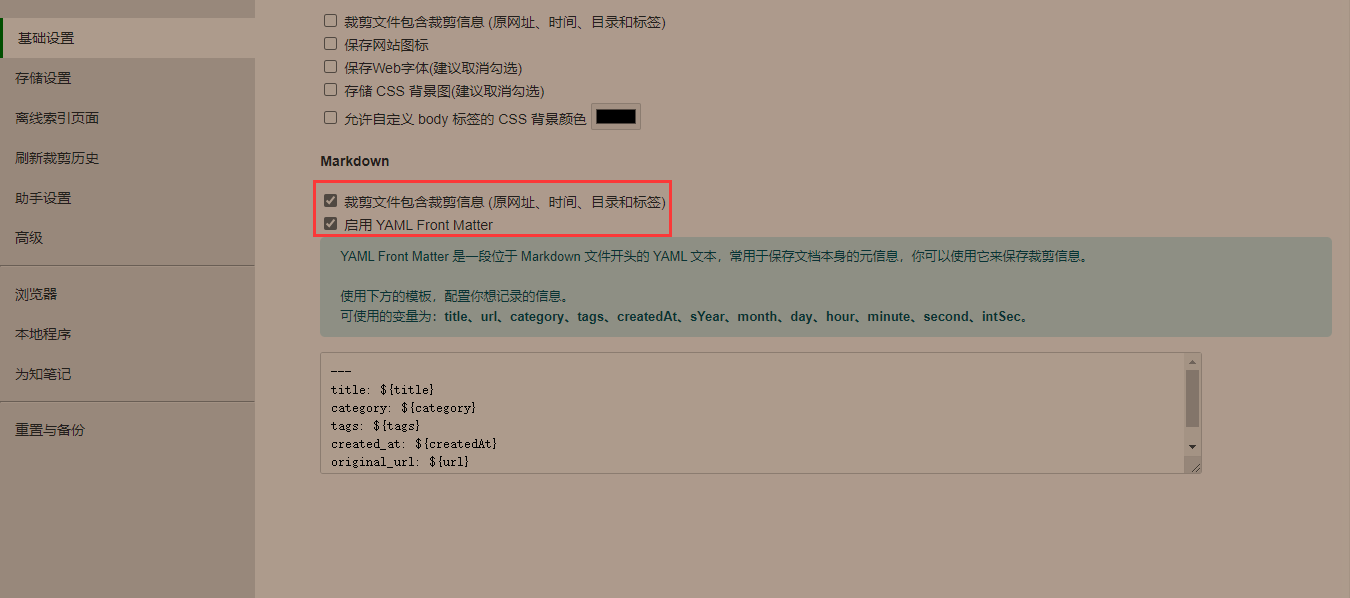 基础设置
存储设置
离线索引页面
刷新裁剪历史
助手设置
高级
浏览器
本地程序
为知笔记
重置与备份
裁剪文件包含裁剪信息 (原网址、时间、目录和标签)
保存网站图标
保存Web字体(建议取消勾选)
存储 CSS 背景图(建议取消勾选)
允许自定义 body 标签的 CSS 背景颜色
Markdown
裁剪文件包含裁剪信息 (原网址、时间、目录和标签)
启用 YAML Front Matter
YAML Front Matter 是一段位于 Markdown 文件开头的 YAML 文本，常用于保存文档本身的元信息，你可以使用它来保存裁剪信息。
使用下方的模板，配置你想记录的信息。
可使用的变量为：title、url、category、tags、createdAt、sYear、month、day、hour、minute、second、intSec。
---
title: ${title}
category: ${category}
tags: ${tags}
created_at: ${createdAt}
original_url: ${url}